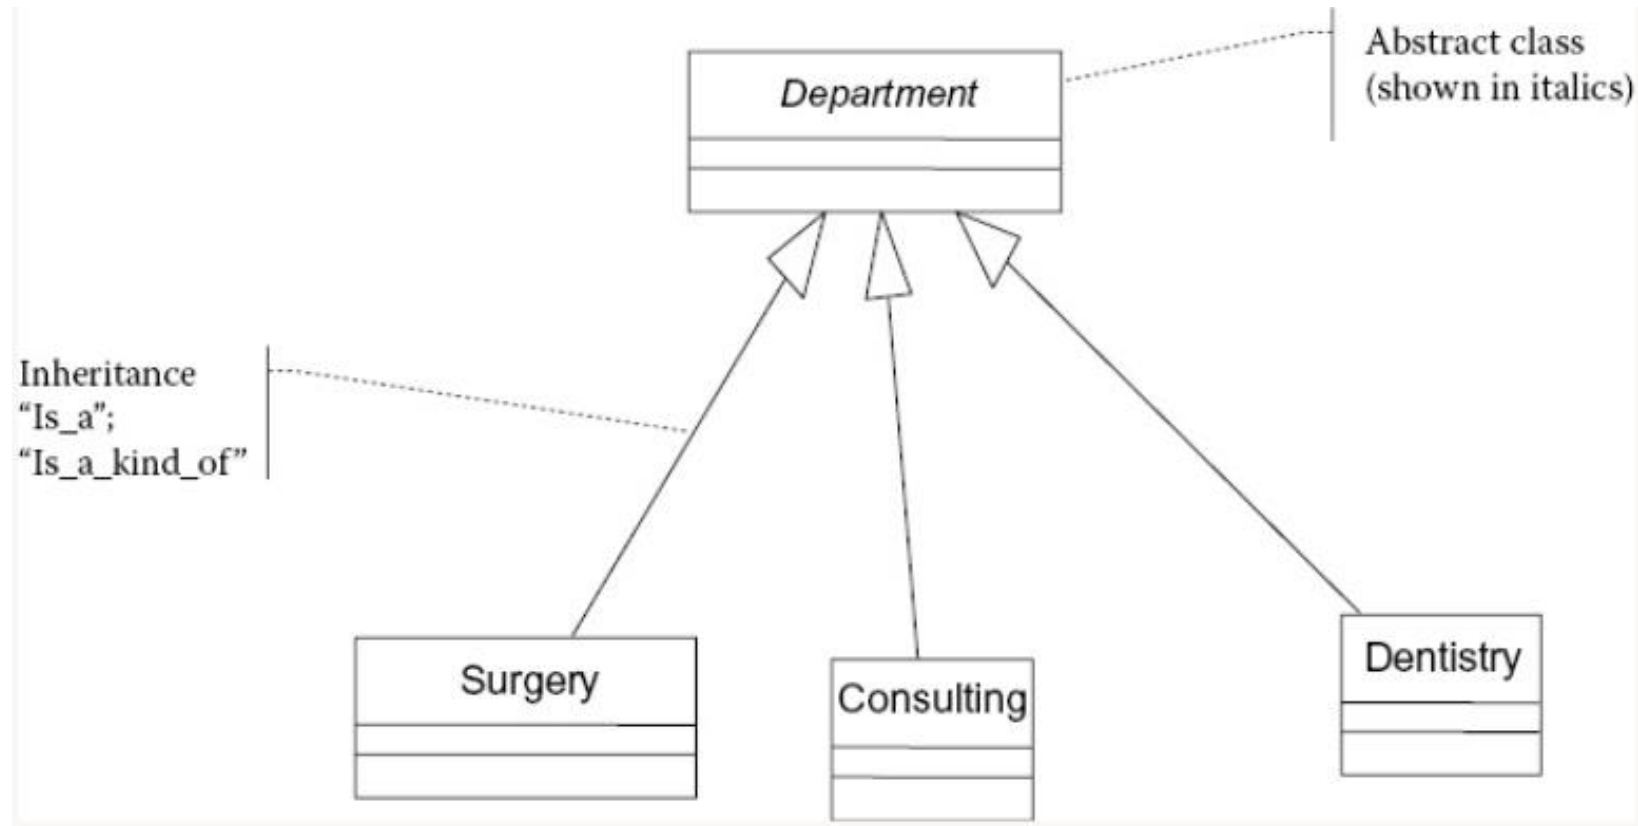 Department
Abstract class
(shown in italics)
Inheritance
“Is_a”;
“Is_a_kind_of”
Surgery
Consulting
Dentistry